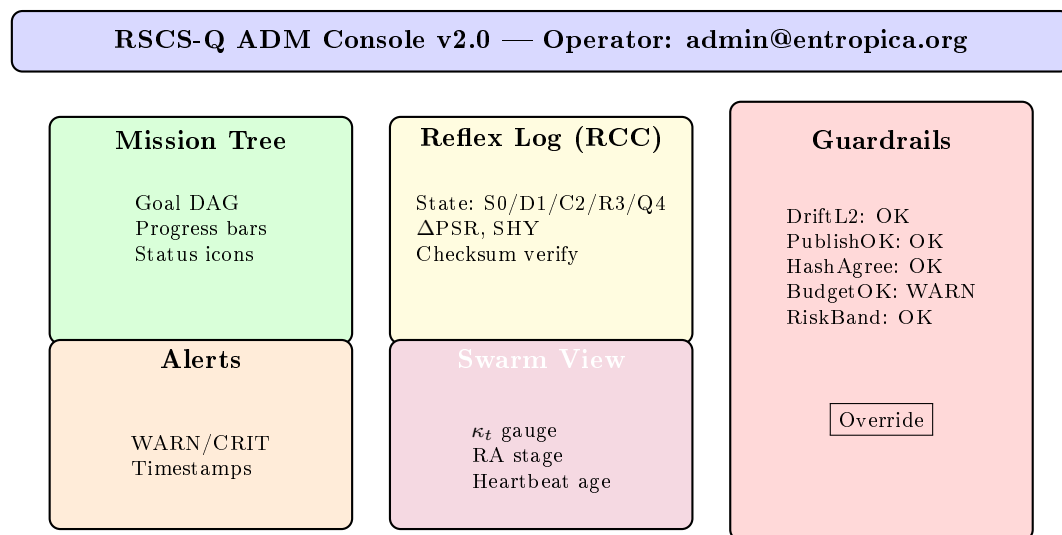 RSCS-Q ADM Console v2.0 — Operator: admin@entropica.org
Mission Tree
Goal DAG
Progress bars
Status icons
Reflex Log (RCC)
State: S0/D1/C2/R3/Q4
ΔPSR, SHY
Checksum verify
Guardrails
DriftL2: OK
PublishOK: OK
HashAgree: OK
BudgetOK: WARN
RiskBand: OK
Override
Alerts
WARN/CRIT
Timestamps
Swarm View
κt gauge
RA stage
Heartbeat age